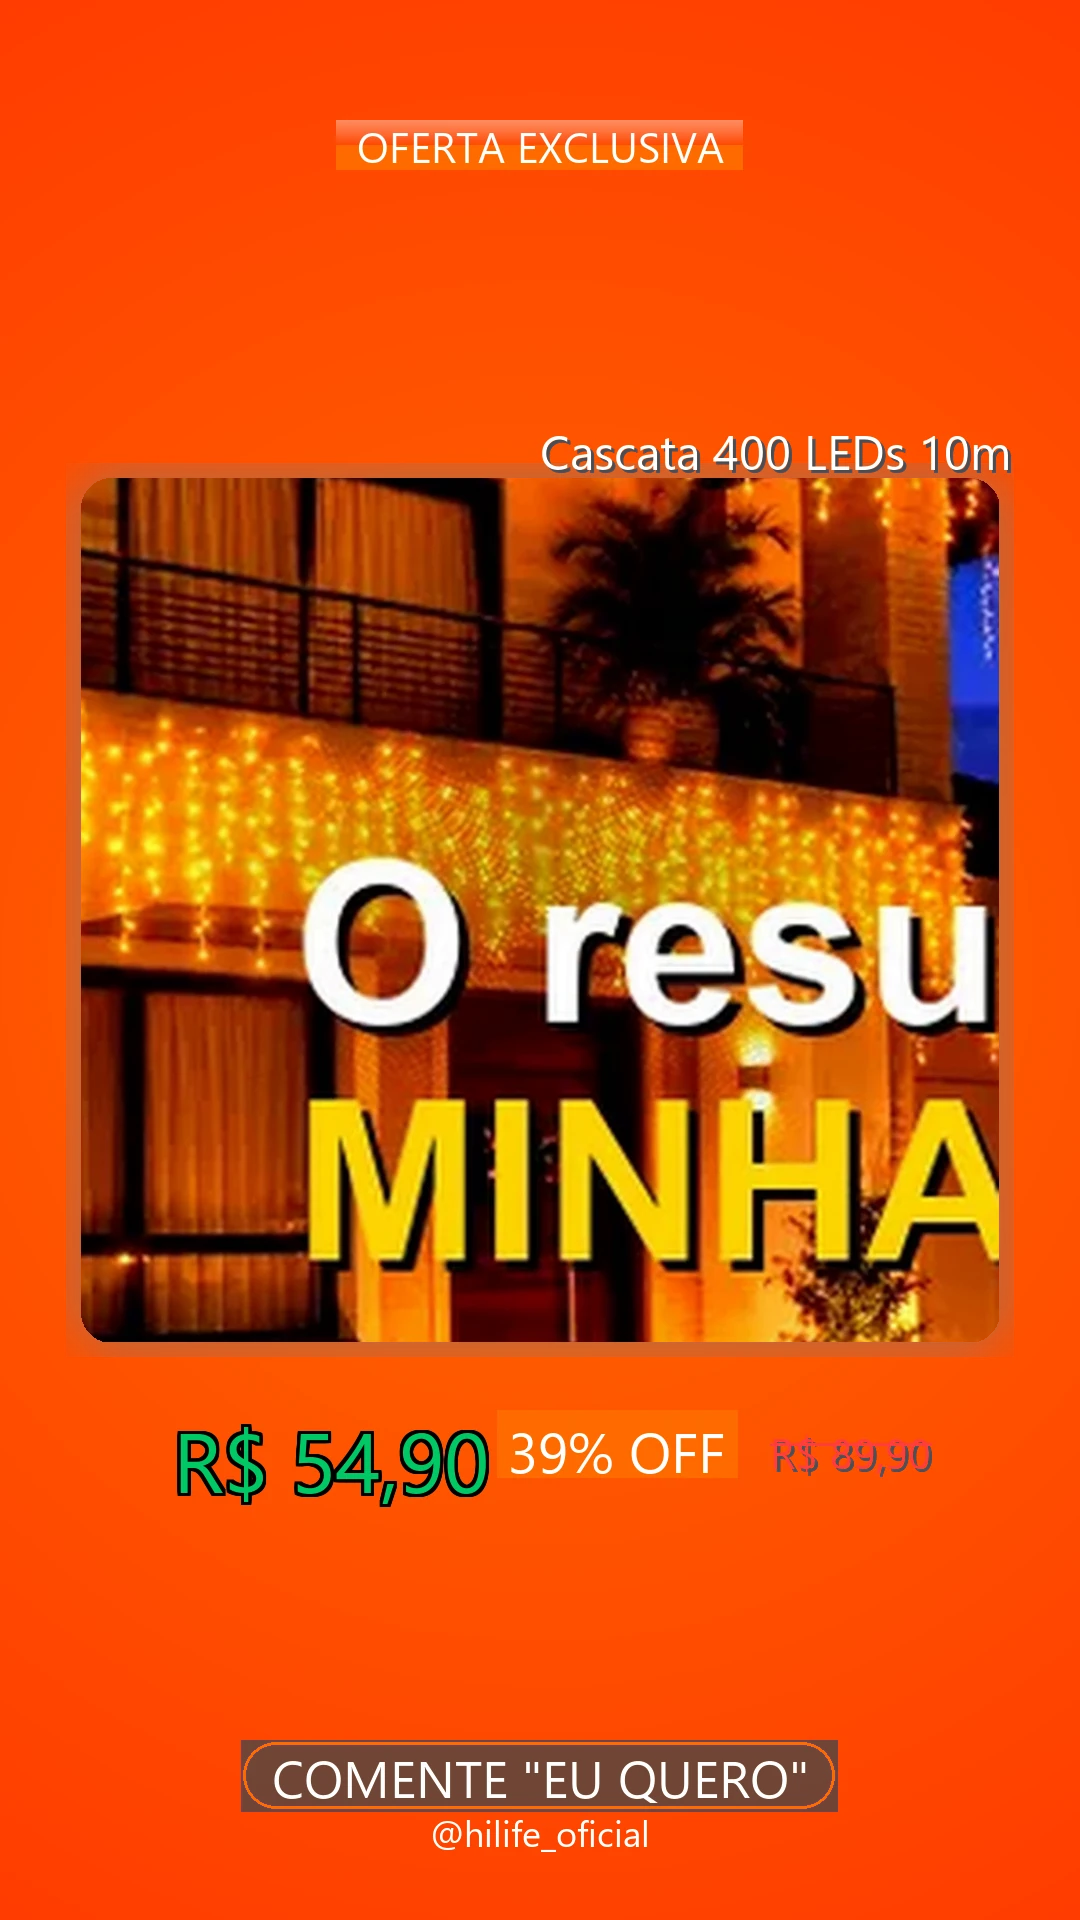 OFERTA EXCLUSIVA
Cascata 400 LEDs 10m
O resu
MINHA
R$ 54,90 39% OFF R$ 89,90
COMENTE "EU QUERO"
@hilife_oficial